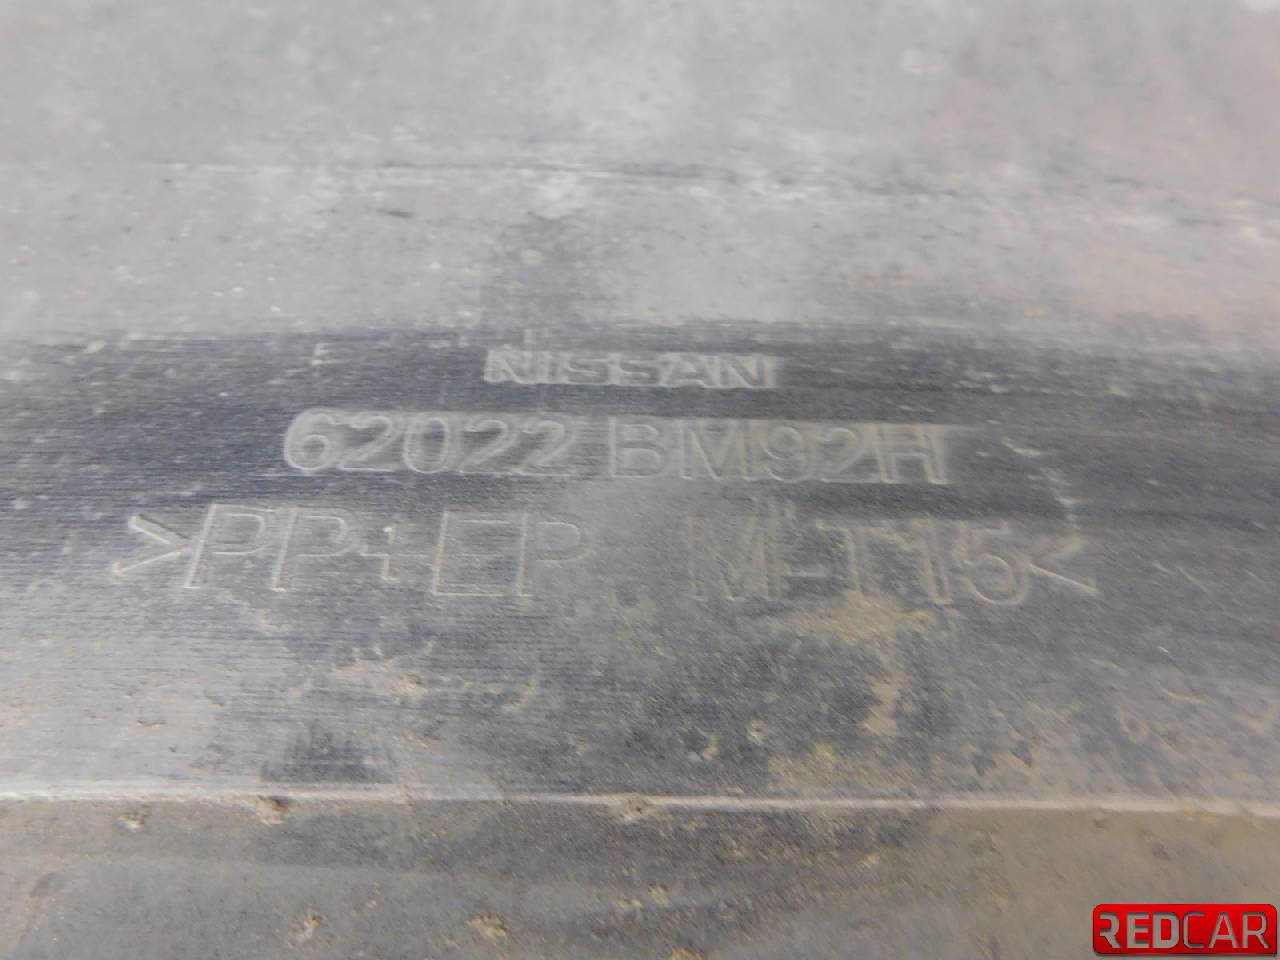 NISSAN
62022 BM92H
>PP+EP M-T15<
REDCAR